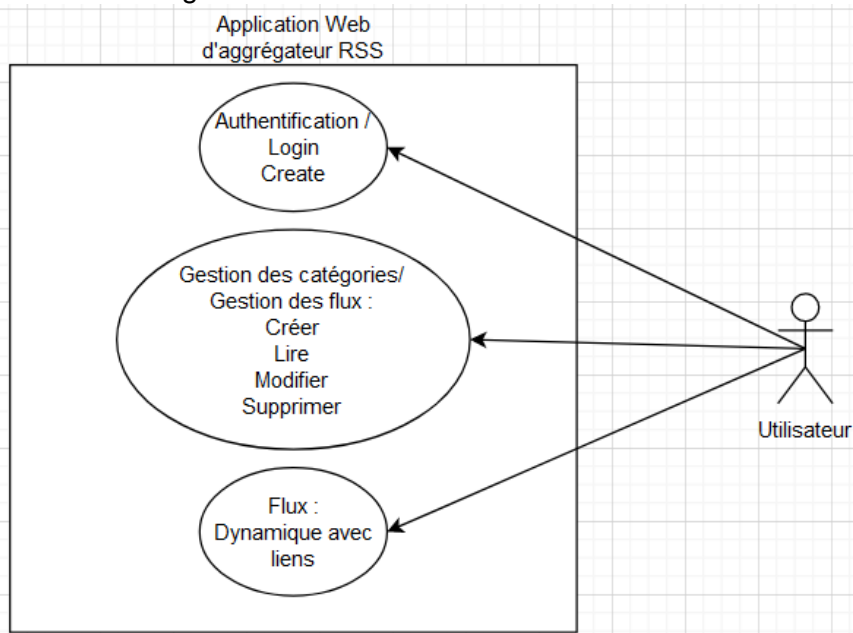 Application Web
d'aggrégateur RSS
Authentification /
Login
Create
Gestion des catégories/
Gestion des flux :
Créer
Lire
Modifier
Supprimer
Utilisateur
Flux :
Dynamique avec
liens